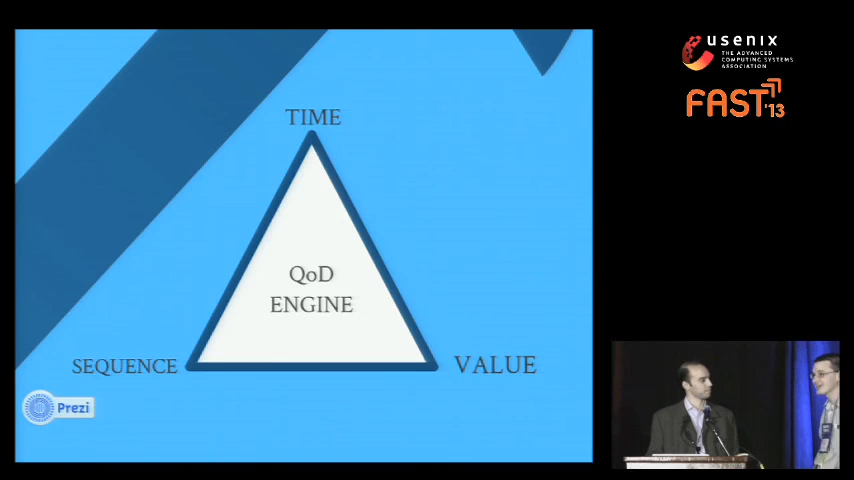 TIME
QoD
ENGINE
SEQUENCE
VALUE
Prezi
usenix
THE ADVANCED
COMPUTING SYSTEMS
ASSOCIATION
FAST'13